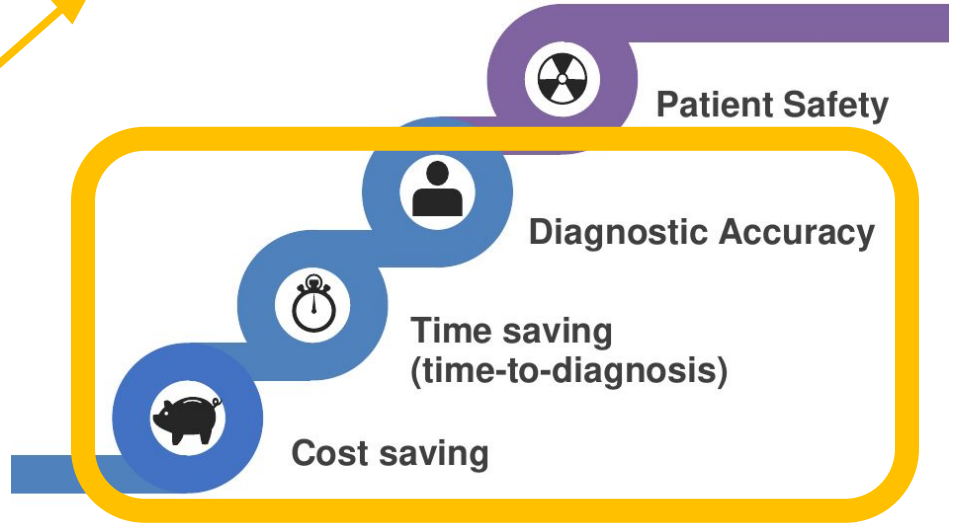 Patient Safety
Diagnostic Accuracy
Time saving
(time-to-diagnosis)
Cost saving